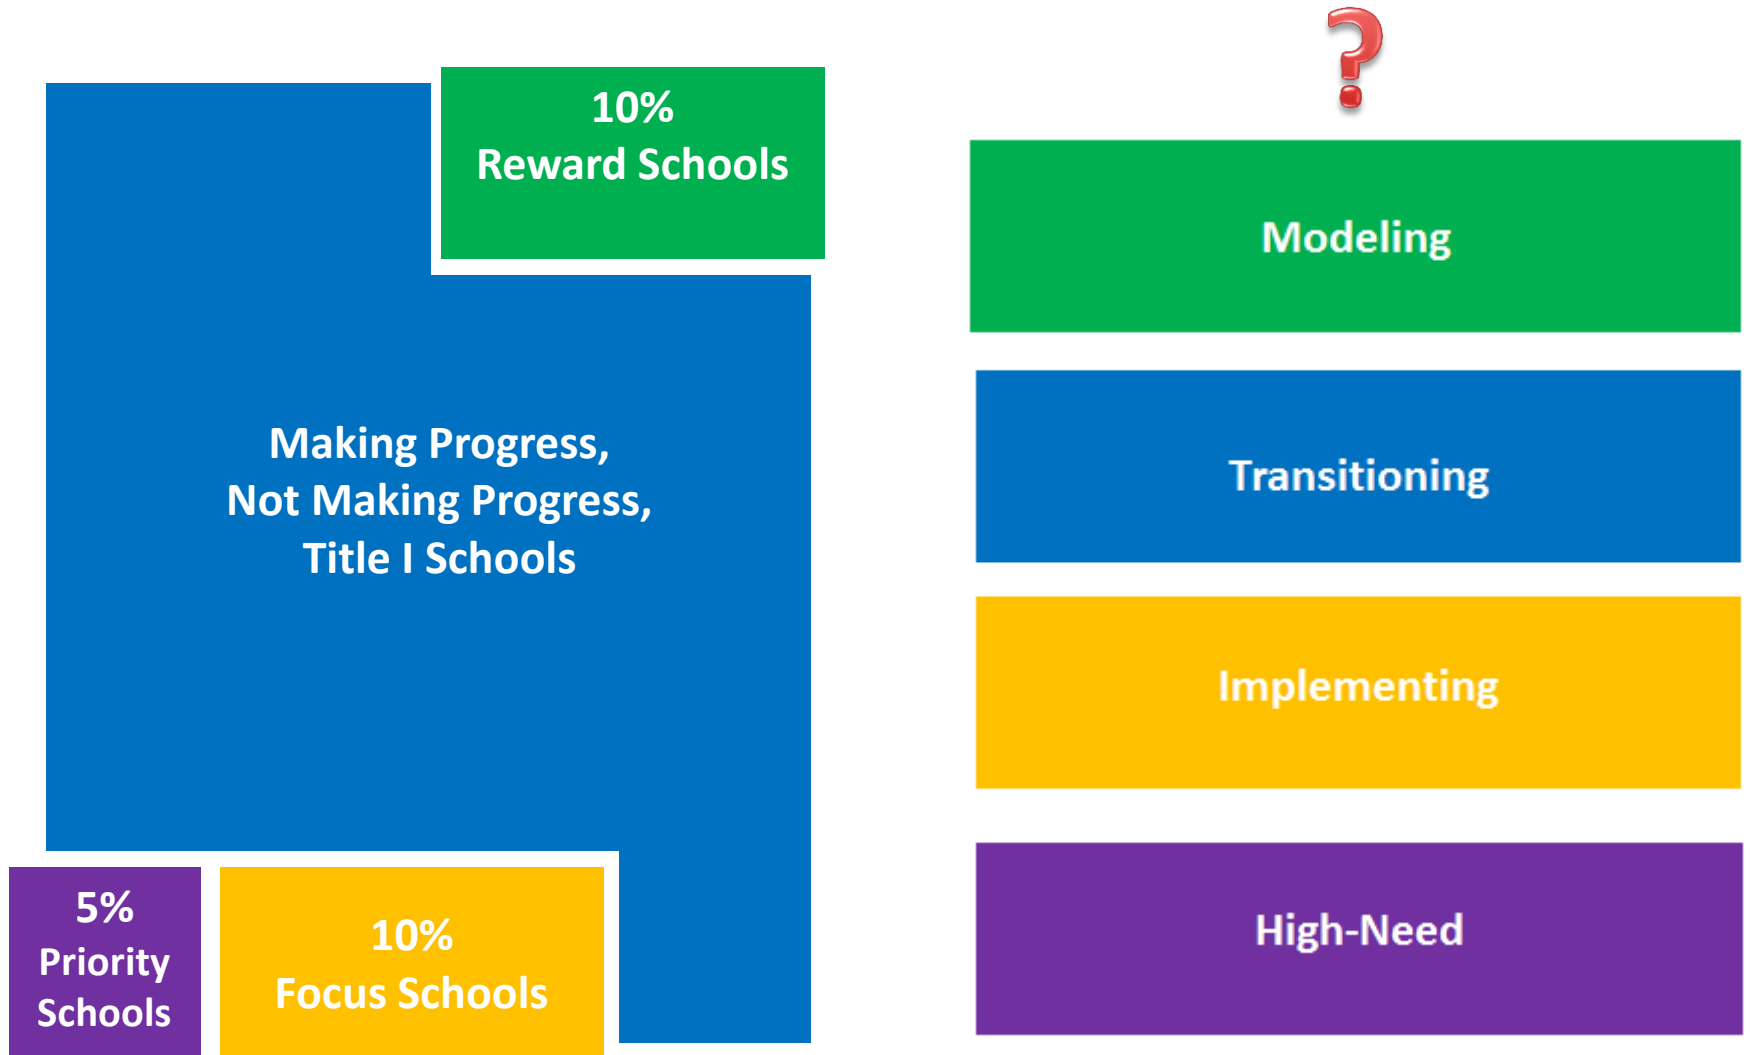 10%
Reward Schools
Making Progress,
Not Making Progress,
Title I Schools
5%
Priority
Schools
10%
Focus Schools
?
Modeling
Transitioning
Implementing
High-Need